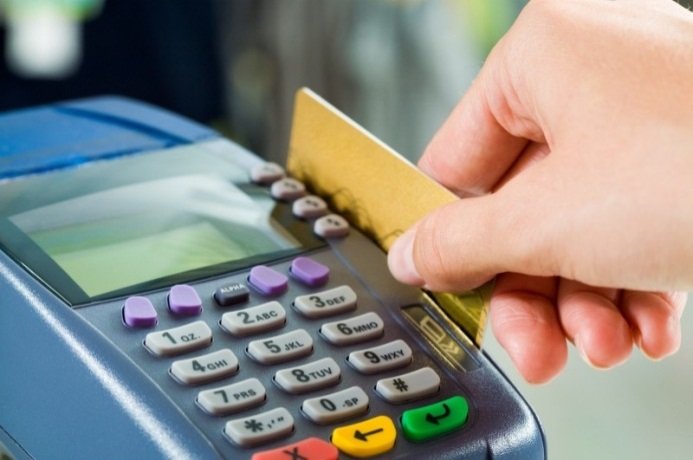 ALPHA
1 QZ.
2 ABC
3 DEF
4 GHI
5 JKL
6 MNO
7 PRS
8 TUV
9 WXY
*,'"
0 -SP
#
X